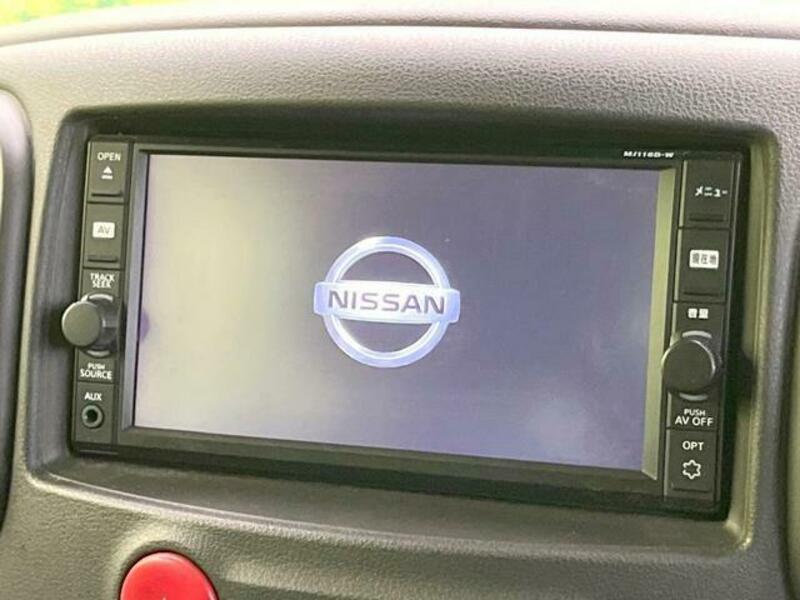 OPEN
AV
TRACK
SEEK
PUSH
SOURCE
AUX
NISSAN
MJ116D-W
メニュー
現在地
音量
PUSH
AV OFF
OPT